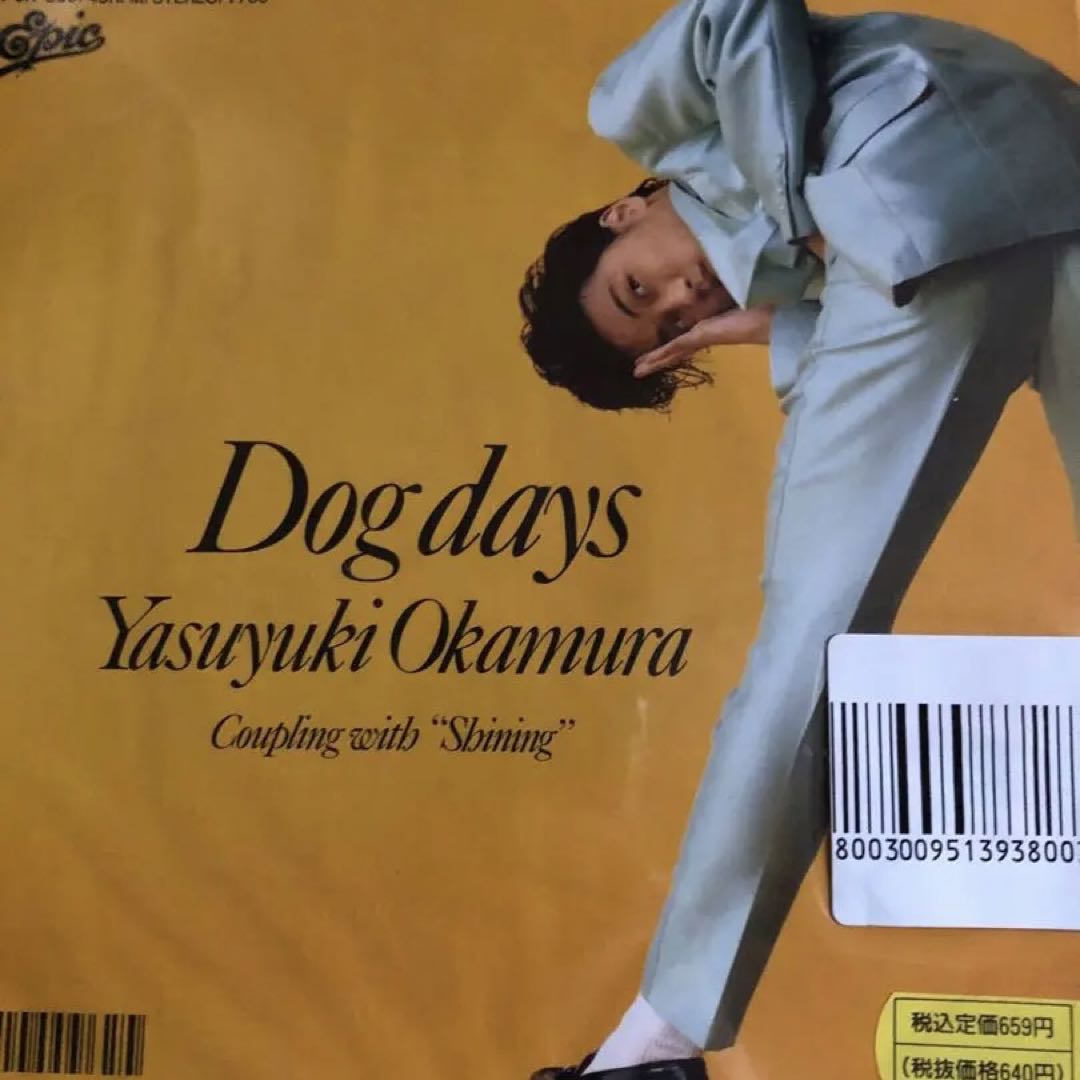 Epic
Dog days
Yasuyuki Okamura
Coupling with “Shining”
8003009513938003
税込定価659円
(税抜価格640円)